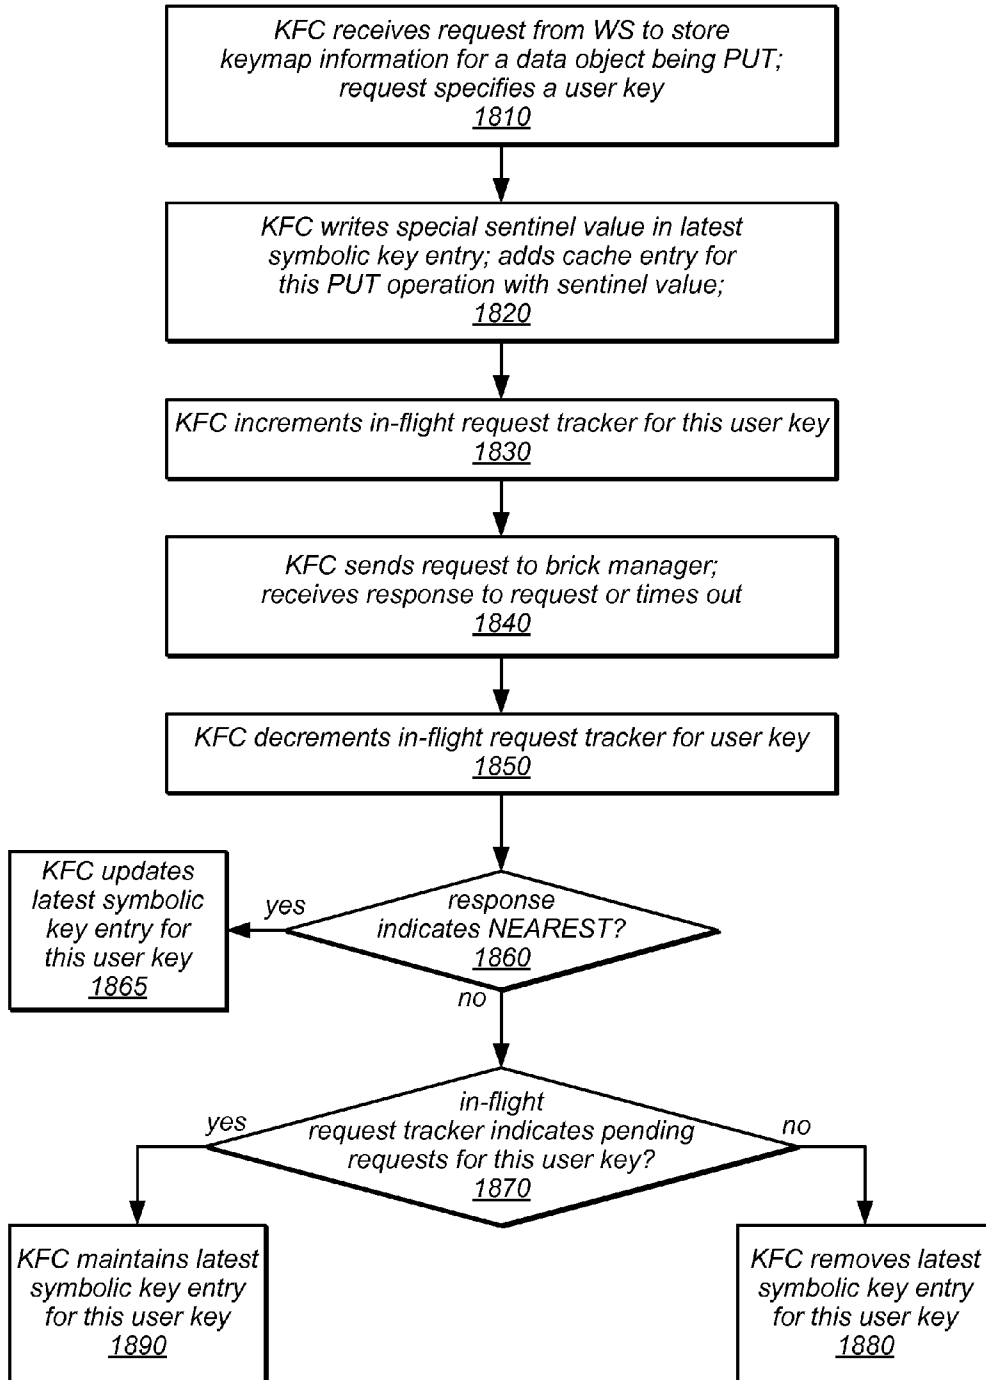 KFC receives request from WS to store
keymap information for a data object being PUT;
request specifies a user key
1810
KFC writes special sentinel value in latest
symbolic key entry; adds cache entry for
this PUT operation with sentinel value;
1820
KFC increments in-flight request tracker for this user key
1830
KFC sends request to brick manager;
receives response to request or times out
1840
KFC decrements in-flight request tracker for user key
1850
KFC updates
latest symbolic
key entry for
this user key
1865
yes
response
indicates NEAREST?
1860
no
yes
in-flight
request tracker indicates pending
requests for this user key?
1870
no
KFC maintains latest
symbolic key entry
for this user key
1890
KFC removes latest
symbolic key entry
for this user key
1880